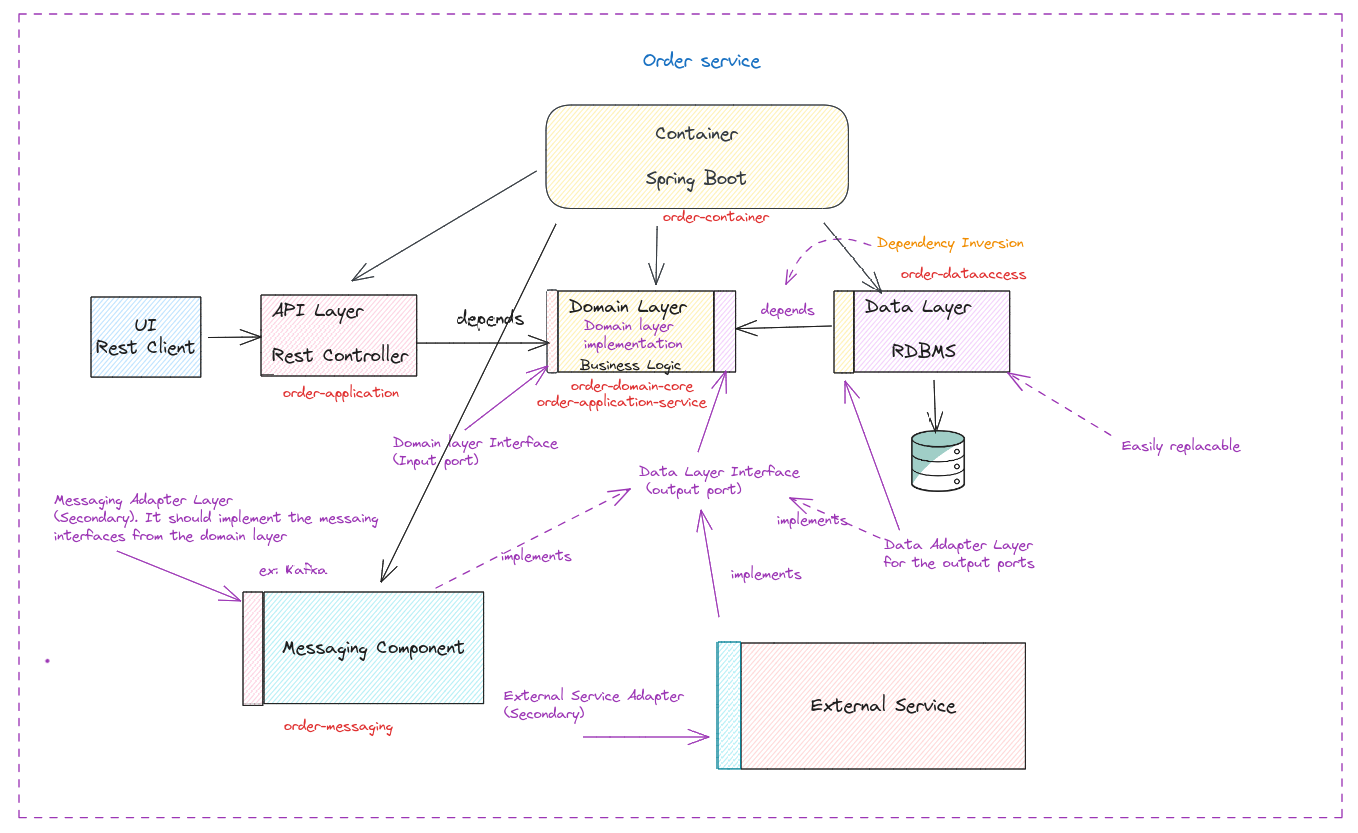 Order service
Container
Spring Boot
order-container
Dependency Inversion
order-dataaccess
UI
Rest Client
API Layer
Rest Controller
order-application
depends
Domain Layer
Domain layer
implementation
Business Logic
order-domain-core
order-application-service
depends
Data Layer
RDBMS
Easily replacable
Domain layer Interface
(Input port)
Data Layer Interface
(output port)
Messaging Adapter Layer
(Secondary). It should implement the messaing
interfaces from the domain layer
ex: Kafka
implements
implements
implements
Data Adapter Layer
for the output ports
Messaging Component
order-messaging
External Service Adapter
(Secondary)
External Service